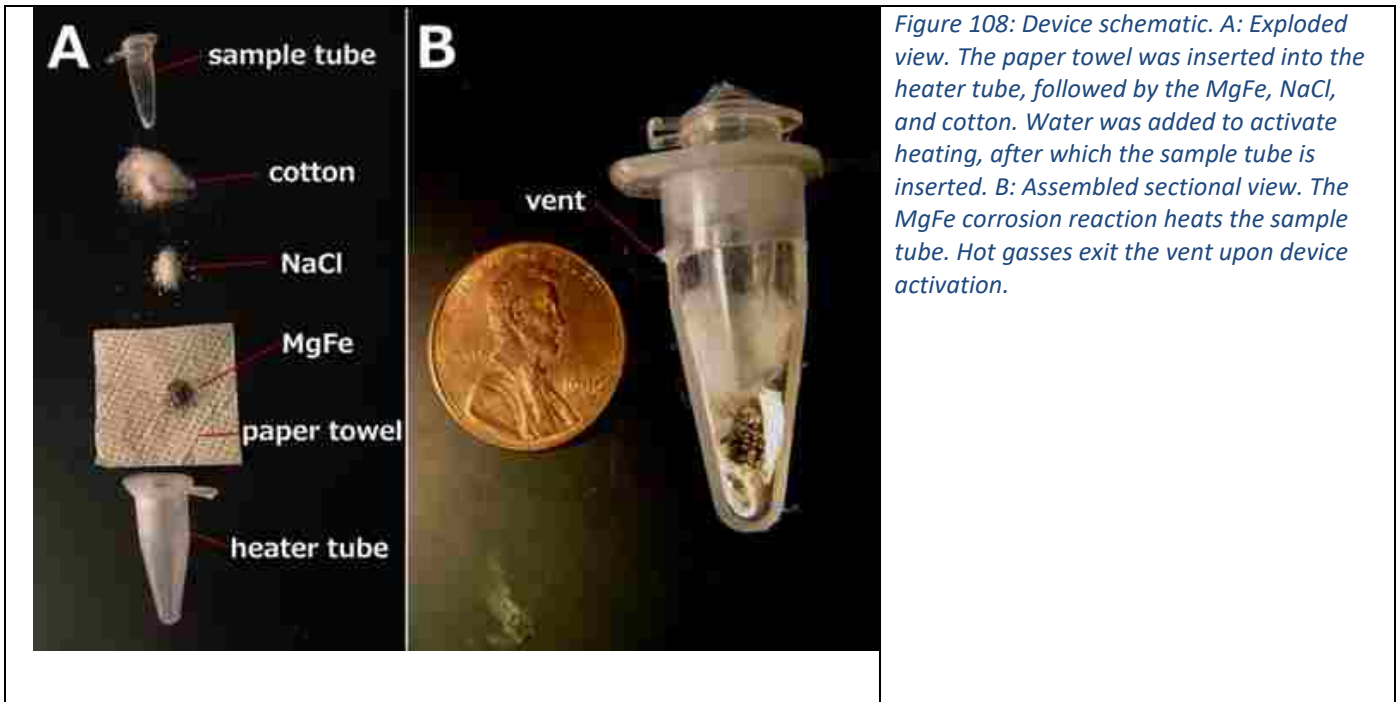 A
sample tube
cotton
NaCl
MgFe
paper towel
heater tube
B
vent
Figure 108: Device schematic. A: Exploded
view. The paper towel was inserted into the
heater tube, followed by the MgFe, NaCl,
and cotton. Water was added to activate
heating, after which the sample tube is
inserted. B: Assembled sectional view. The
MgFe corrosion reaction heats the sample
tube. Hot gasses exit the vent upon device
activation.